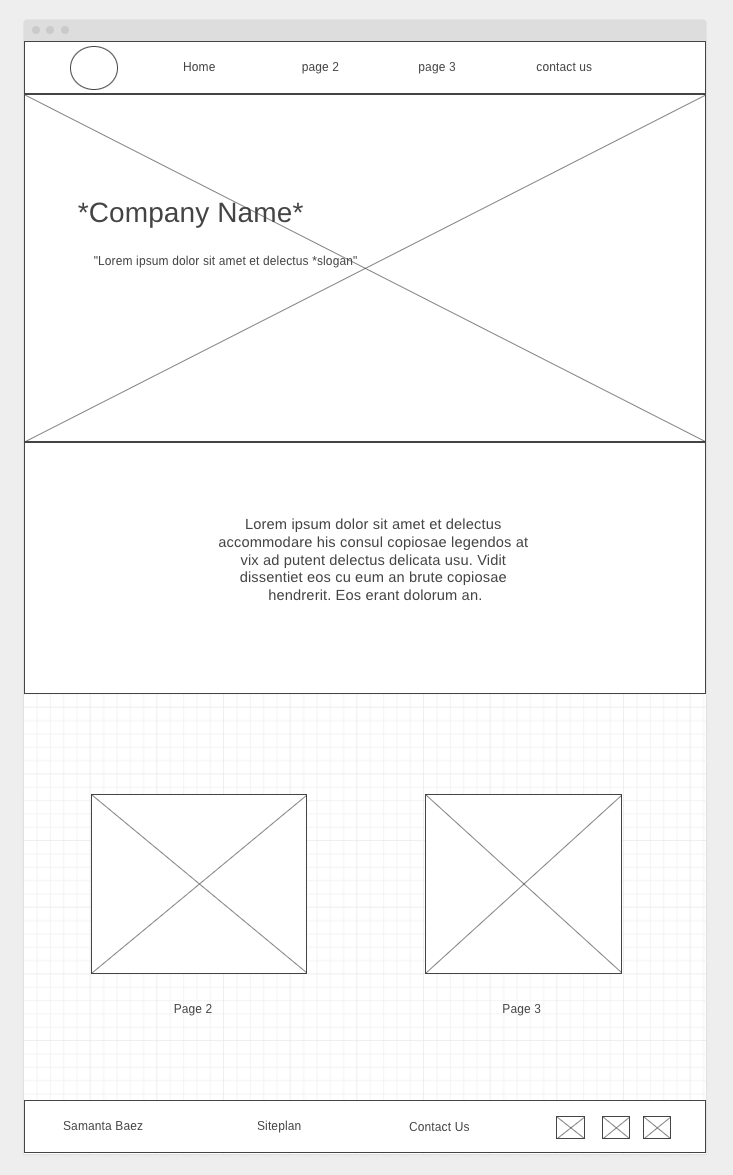 Home page 2 page 3 contact us
*Company Name*
"Lorem ipsum dolor sit amet et delectus *slogan"
Lorem ipsum dolor sit amet et delectus
accommodare his consul copiosae legendos at
vix ad putent delectus delicata usu. Vidit
dissentiet eos cu eum an brute copiosae
hendrerit. Eos erant dolorum an.
Page 2 Page 3
Samanta Baez Siteplan Contact Us